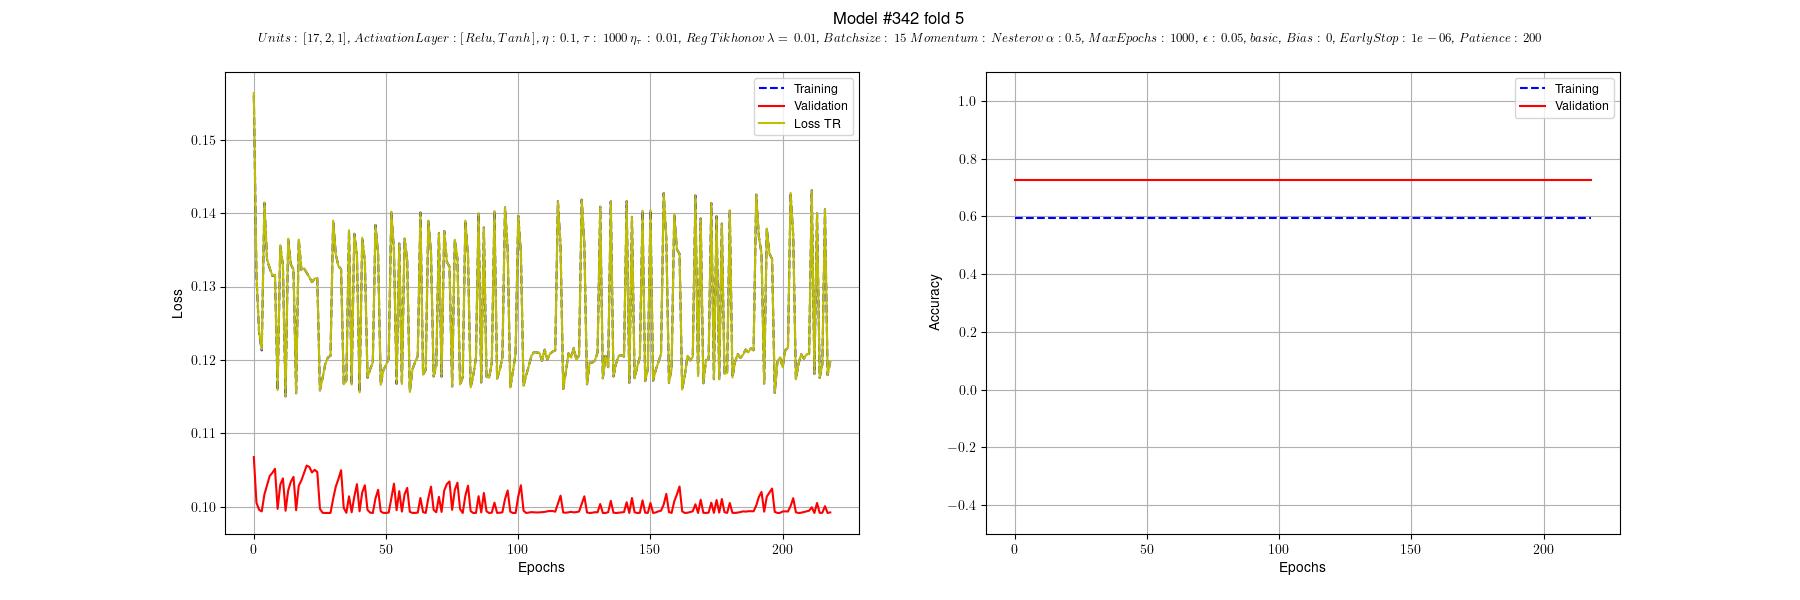 Model #342 fold 5
Units : [17, 2, 1], ActivationLayer : [Relu, Tanh], η : 0.1, τ : 1000 ητ : 0.01, Reg Tikhonov λ = 0.01, Batchsize : 15 Momentum : Nesterov α : 0.5, MaxEpochs : 1000, ϵ : 0.05, basic, Bias : 0, EarlyStop : 1e − 06, Patience : 200
Training
Validation
Loss TR
0.15
0.14
0.13
0.12
0.11
0.10
Loss
0
50
100
150
200
Epochs
Training
Validation
1.0
0.8
0.6
0.4
0.2
0.0
−0.2
−0.4
Accuracy
0
50
100
150
200
Epochs